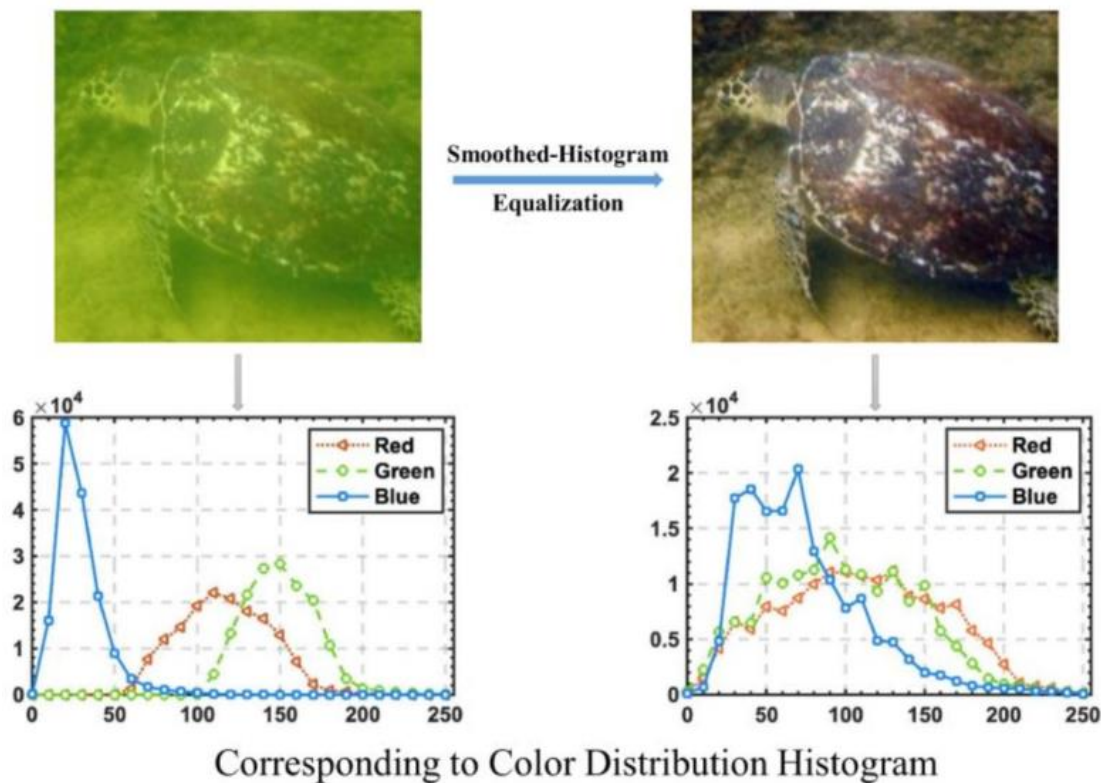 Smoothed-Histogram
Equalization
×10⁴
6
5
4
3
2
1
0
0 50 100 150 200 250
Red
Green
Blue
×10⁴
2.5
2
1.5
1
0.5
0
0 50 100 150 200 250
Red
Green
Blue
Corresponding to Color Distribution Histogram